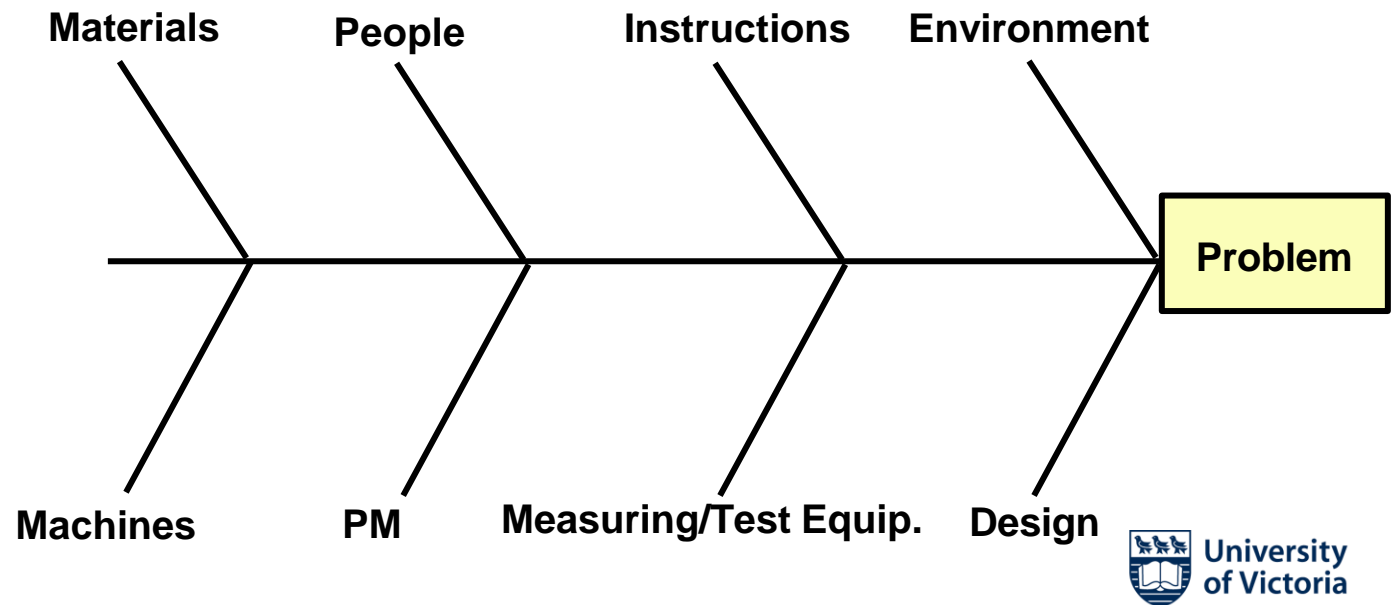 Materials
People
Instructions
Environment
Problem
Machines
PM
Measuring/Test Equip.
Design
University
of Victoria